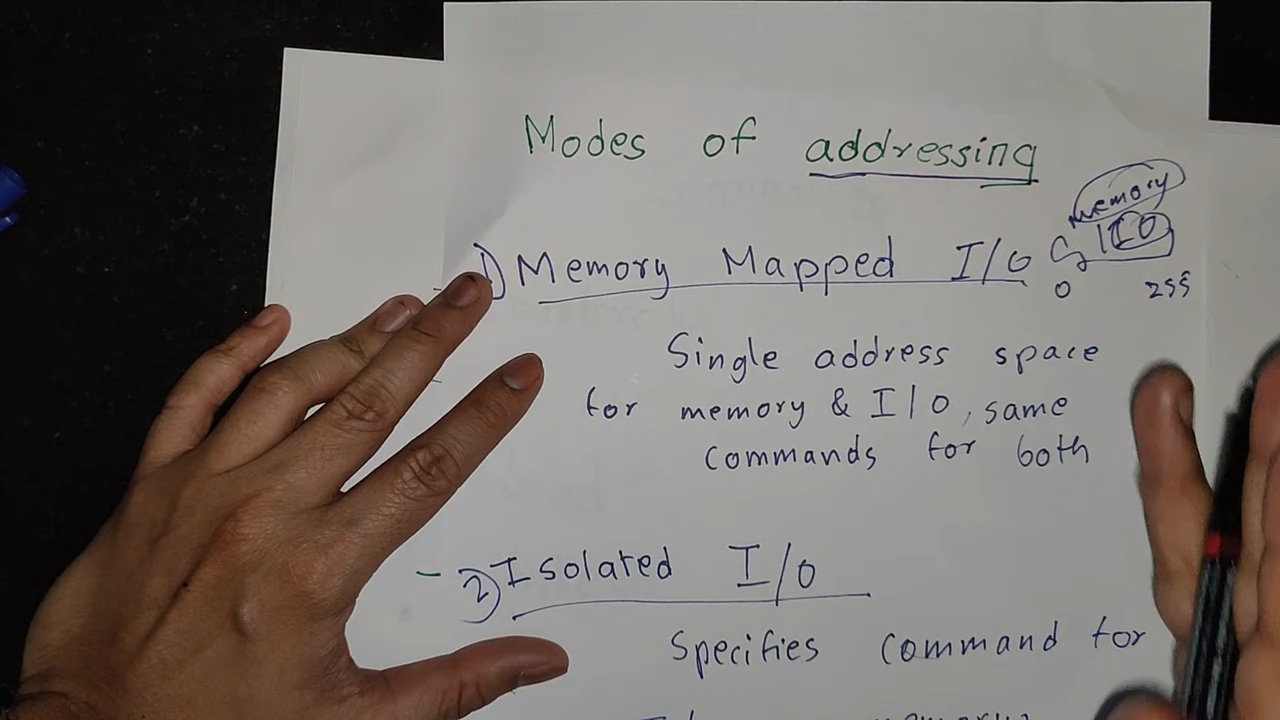 Modes of addressing
memory
IO
1) Memory Mapped I/O
0 255
Single address space
for memory & I/O, same
commands for both
- 2) Isolated I/O
Specifies command for